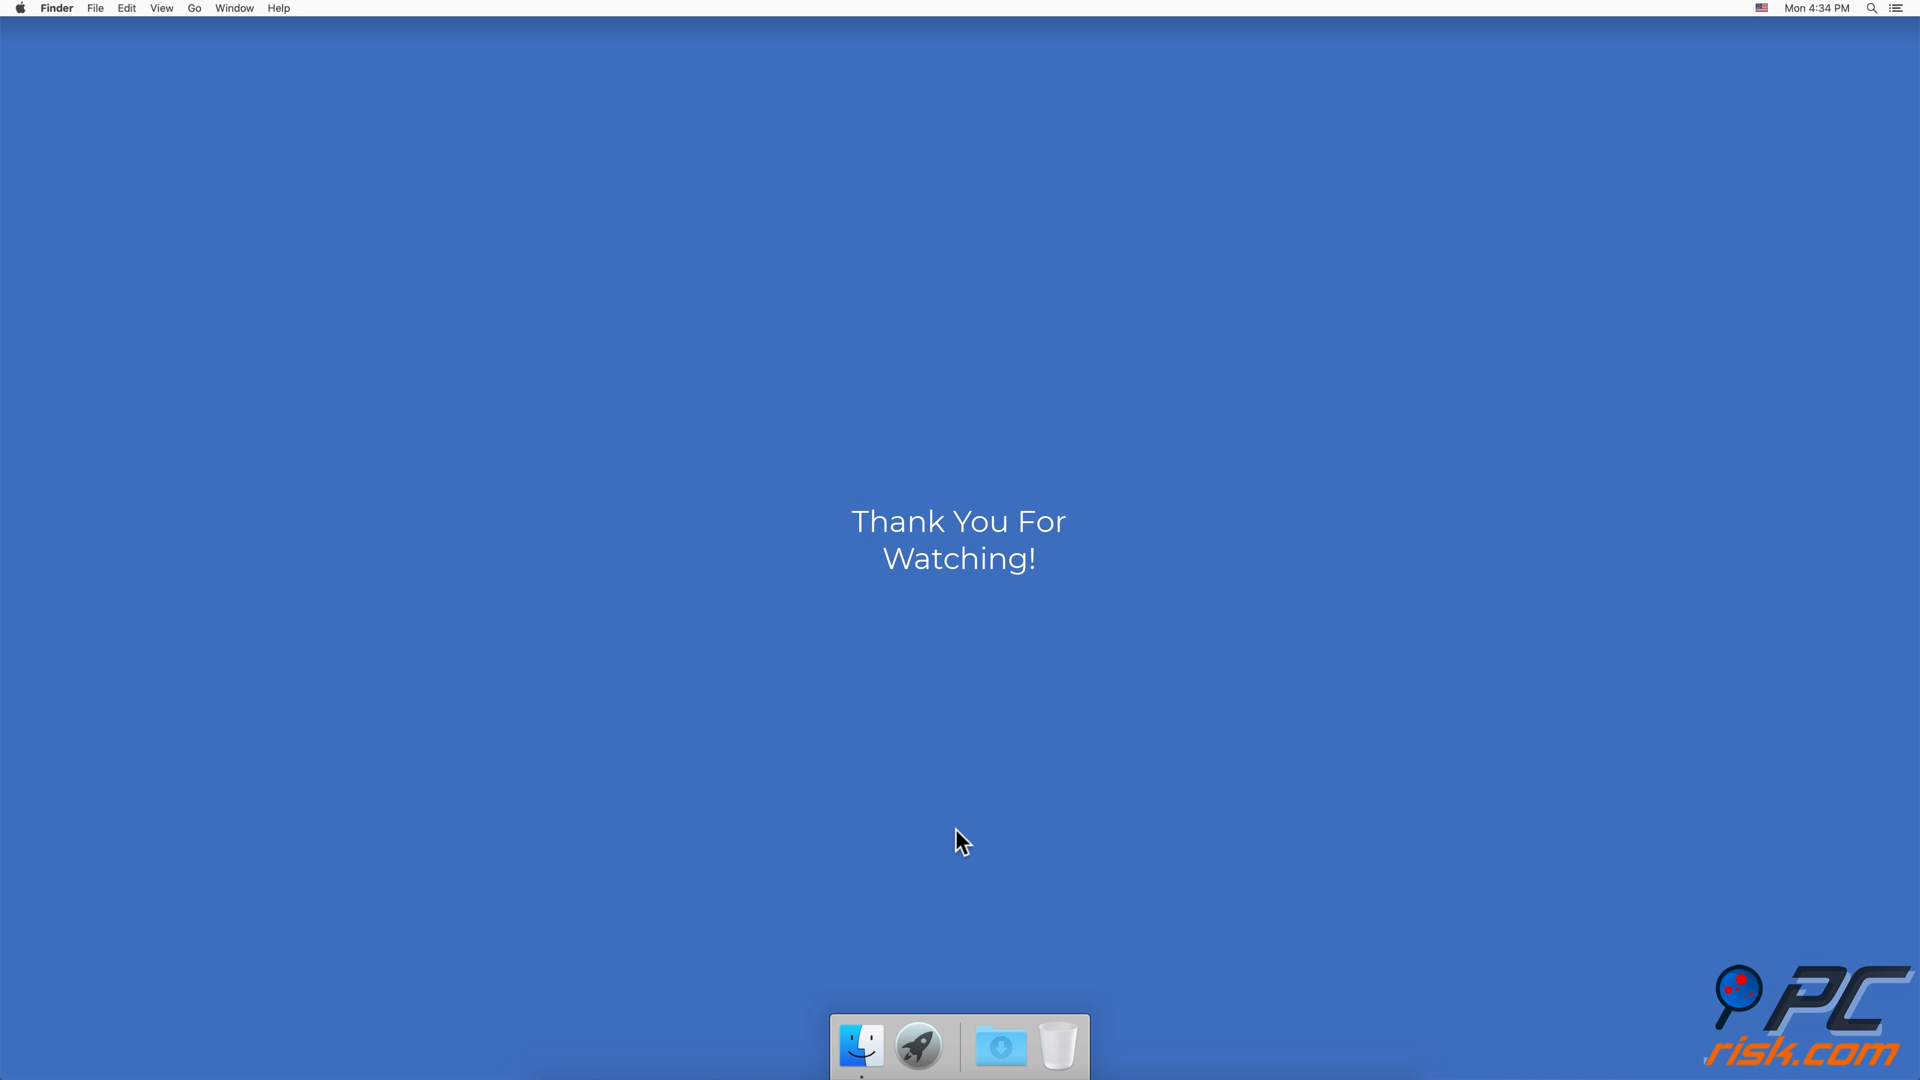 Finder File Edit View Go Window Help Mon 4:34 PM
Thank You For
Watching!
PC
risk.com